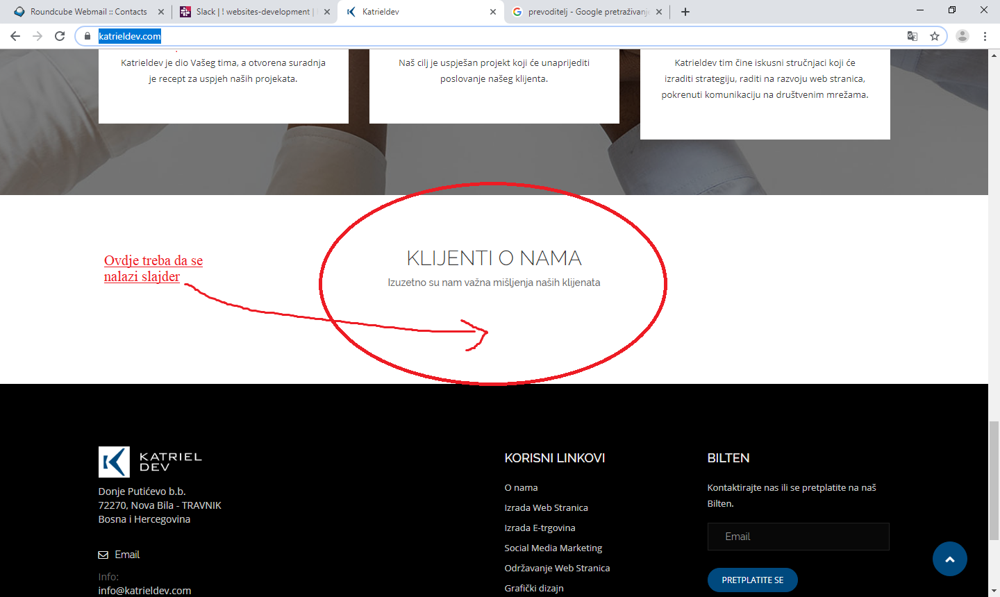 Roundcube Webmail :: Contacts
Slack | ! websites-development |
Katrieldev
prevoditelj - Google pretraživanj
katrieldev.com
Katrieldev je dio Vašeg tima, a otvorena suradnja
je recept za uspjeh naših projekata.
Naš cilj je uspješan projekt koji će unaprijediti
poslovanje našeg klijenta.
Katrieldev tim čine iskusni stručnjaci koji će
izraditi strategiju, raditi na razvoju web stranica,
pokrenuti komunikaciju na društvenim mrežama.
Ovdje treba da se
nalazi slajder
KLIJENTI O NAMA
Izuzetno su nam važna mišljenja naših klijenata
KATRIEL
DEV
Donje Putićevo b.b.
72270, Nova Bila - TRAVNIK
Bosna i Hercegovina
Email
Info:
info@katrieldev.com
KORISNI LINKOVI
O nama
Izrada Web Stranica
Izrada E-trgovina
Social Media Marketing
Održavanje Web Stranica
Grafički dizajn
BILTEN
Kontaktirajte nas ili se pretplatite na naš
Bilten.
Email
PRETPLATITE SE